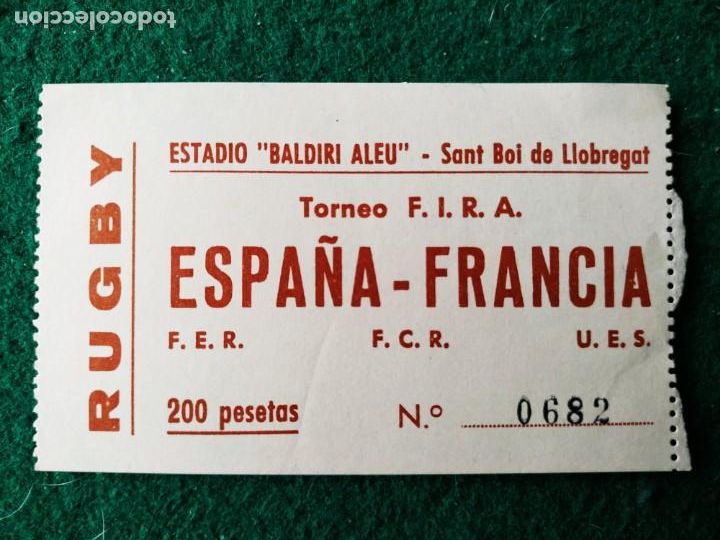 todocoleccion
RUGBY
ESTADIO "BALDIRI ALEU" - Sant Boi de Llobregat
Torneo F. I. R. A.
ESPAÑA - FRANCIA
F. E. R. F. C. R. U. E. S.
200 pesetas N.º 0682